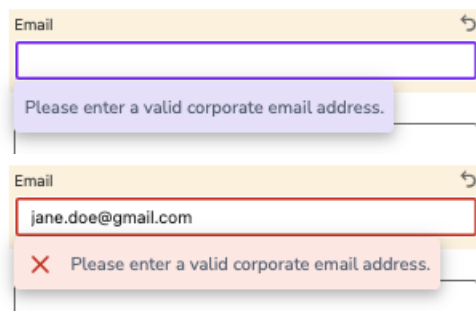 Email
Please enter a valid corporate email address.
Email
jane.doe@gmail.com
Please enter a valid corporate email address.